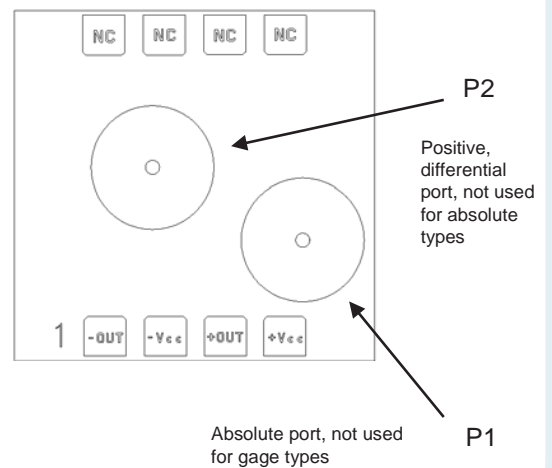 NC NC NC NC
P2
Positive,
differential
port, not used
for absolute
types
1 -OUT -Vcc +OUT +Vcc
Absolute port, not used
for gage types
P1